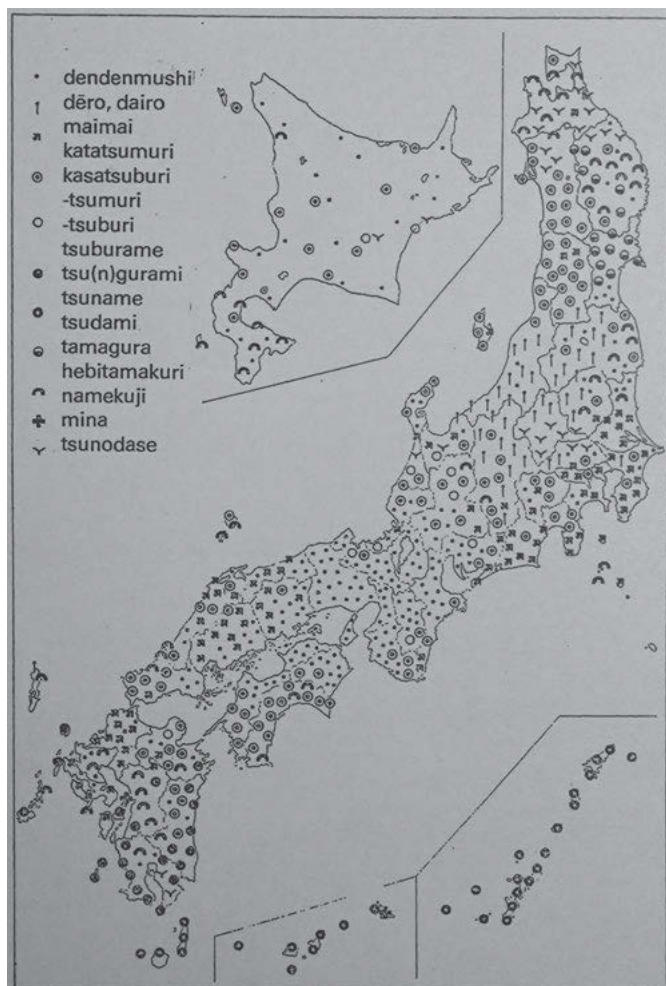 dendenmushi
dēro, dairo
maimai
katatsumuri
kasatsuburi
-tsumuri
-tsuburi
tsuburame
tsu(n)gurami
tsuname
tsudami
tamagura
hebitamakuri
namekuji
mina
tsunodase